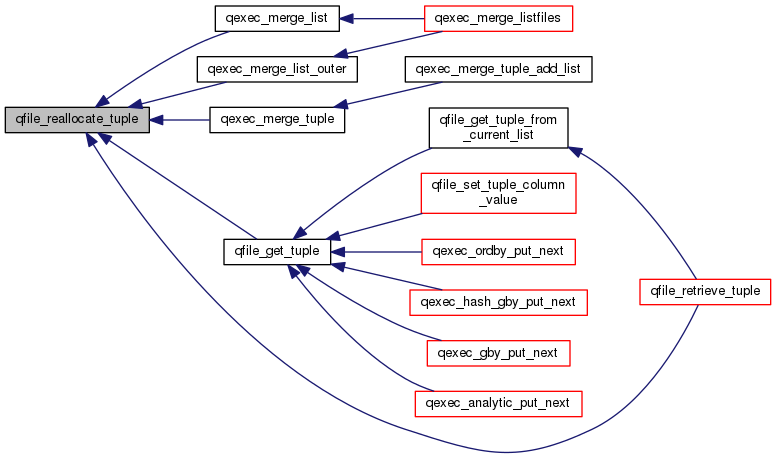 qexec_merge_list
qexec_merge_listfiles
qexec_merge_list_outer
qexec_merge_tuple_add_list
qfile_reallocate_tuple
qexec_merge_tuple
qfile_get_tuple_from
_current_list
qfile_set_tuple_column
_value
qfile_get_tuple
qexec_ordby_put_next
qexec_hash_gby_put_next
qfile_retrieve_tuple
qexec_gby_put_next
qexec_analytic_put_next